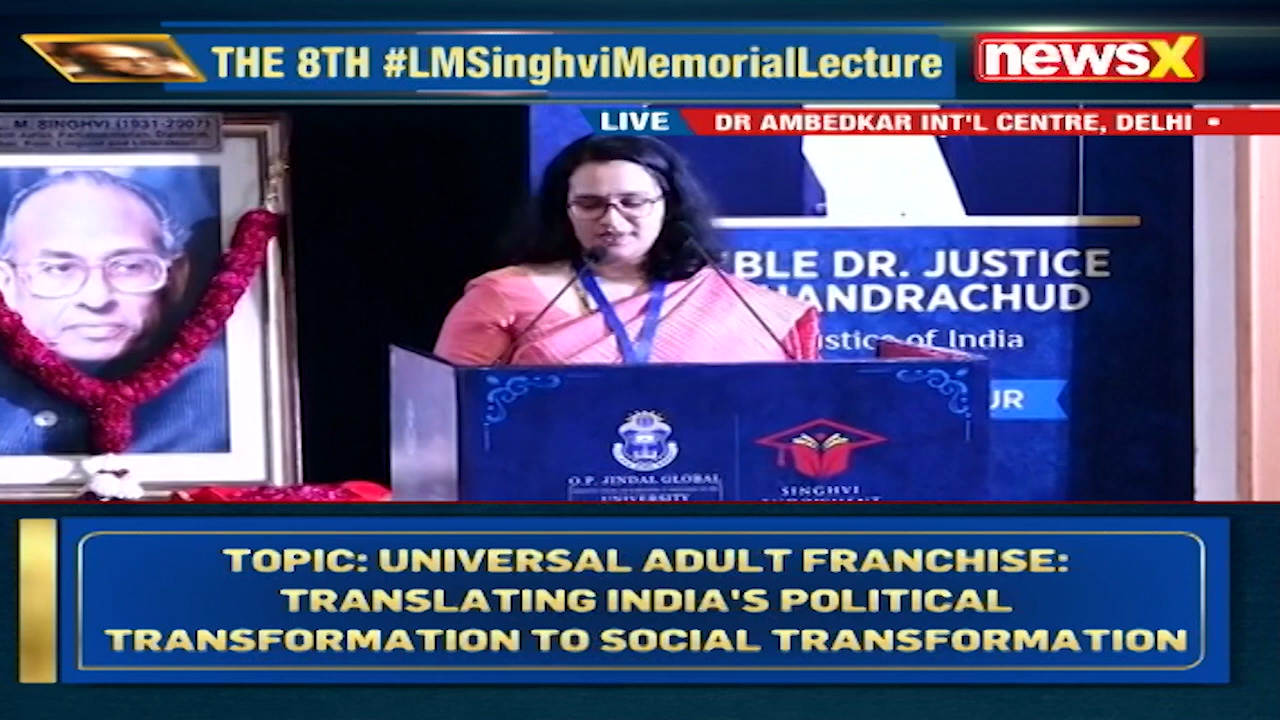 THE 8TH #LMSinghviMemorialLecture
newsX
LIVE
DR AMBEDKAR INT'L CENTRE, DELHI •
M. SINGHVI (1931-2007)
BLE DR. JUSTICE
HANDRACHUD
ustice of India
UR
O.P. JINDAL GLOBAL
UNIVERSITY
SINGHVI
TOPIC: UNIVERSAL ADULT FRANCHISE:
TRANSLATING INDIA'S POLITICAL
TRANSFORMATION TO SOCIAL TRANSFORMATION